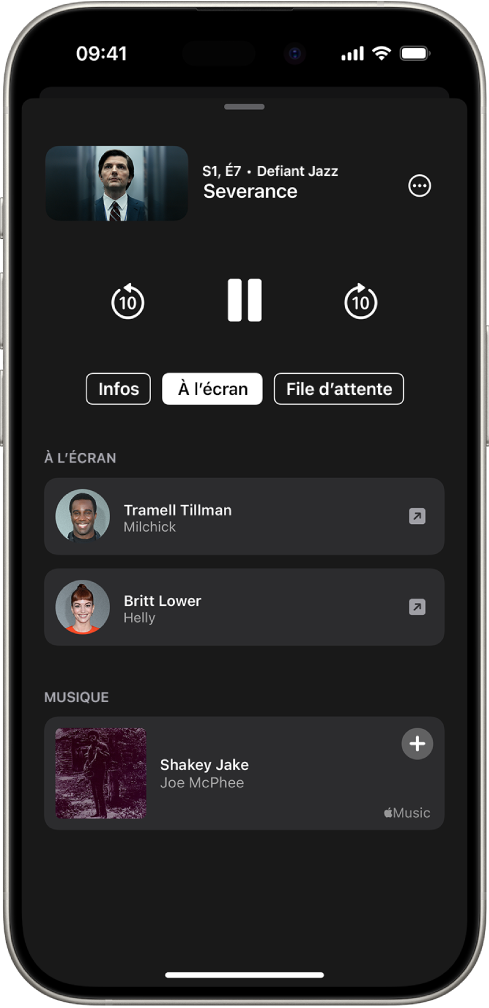 09:41
S1, É7 • Defiant Jazz
Severance
10
10
Infos
À l’écran
File d’attente
À L’ÉCRAN
Tramell Tillman
Milchick
Britt Lower
Helly
MUSIQUE
Shakey Jake
Joe McPhee
Music